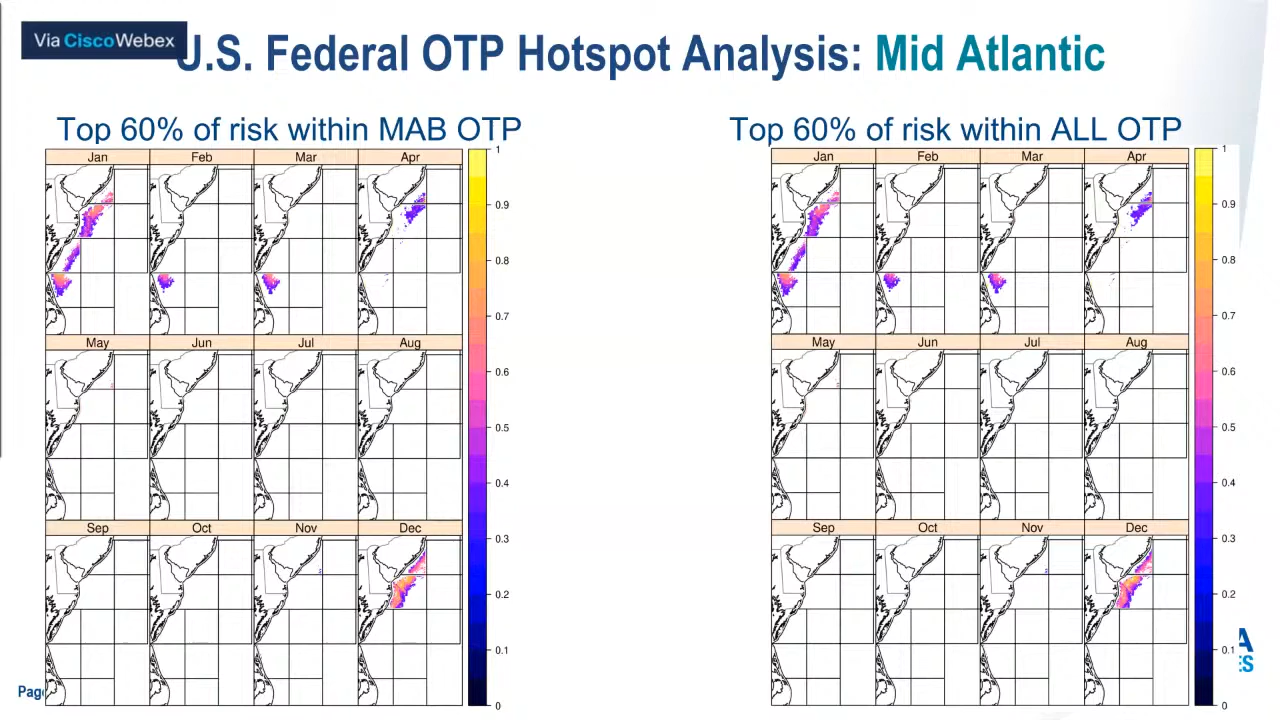 Via CiscoWebex
U.S. Federal OTP Hotspot Analysis: Mid Atlantic
Top 60% of risk within MAB OTP
Jan Feb Mar Apr
May Jun Jul Aug
Sep Oct Nov Dec
1
0.9
0.8
0.7
0.6
0.5
0.4
0.3
0.2
0.1
0
Top 60% of risk within ALL OTP
Jan Feb Mar Apr
May Jun Jul Aug
Sep Oct Nov Dec
1
0.9
0.8
0.7
0.6
0.5
0.4
0.3
0.2
0.1
0
Page